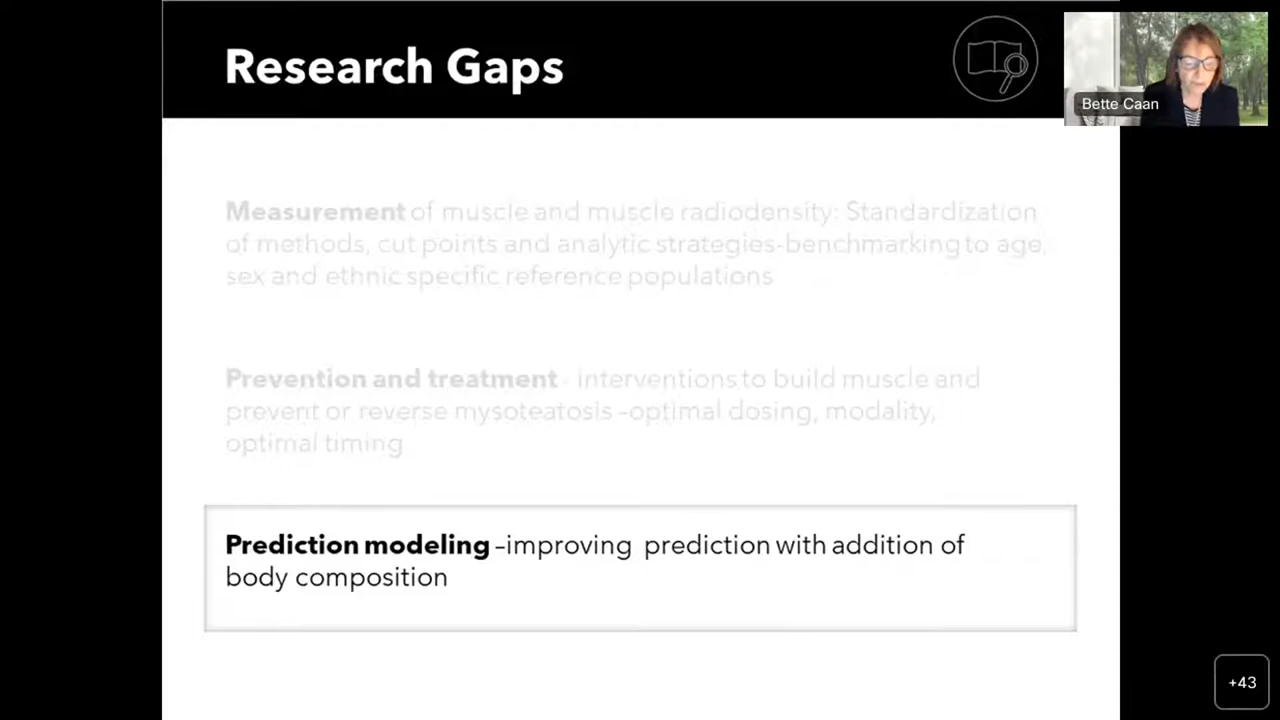 Research Gaps
Bette Caan
Measurement of muscle and muscle radiodensity: Standardization
of methods, cut points and analytic strategies-benchmarking to age,
sex and ethnic specific reference populations
Prevention and treatment - interventions to build muscle and
prevent or reverse mysoteatosis –optimal dosing, modality,
optimal timing
Prediction modeling –improving prediction with addition of
body composition
+43